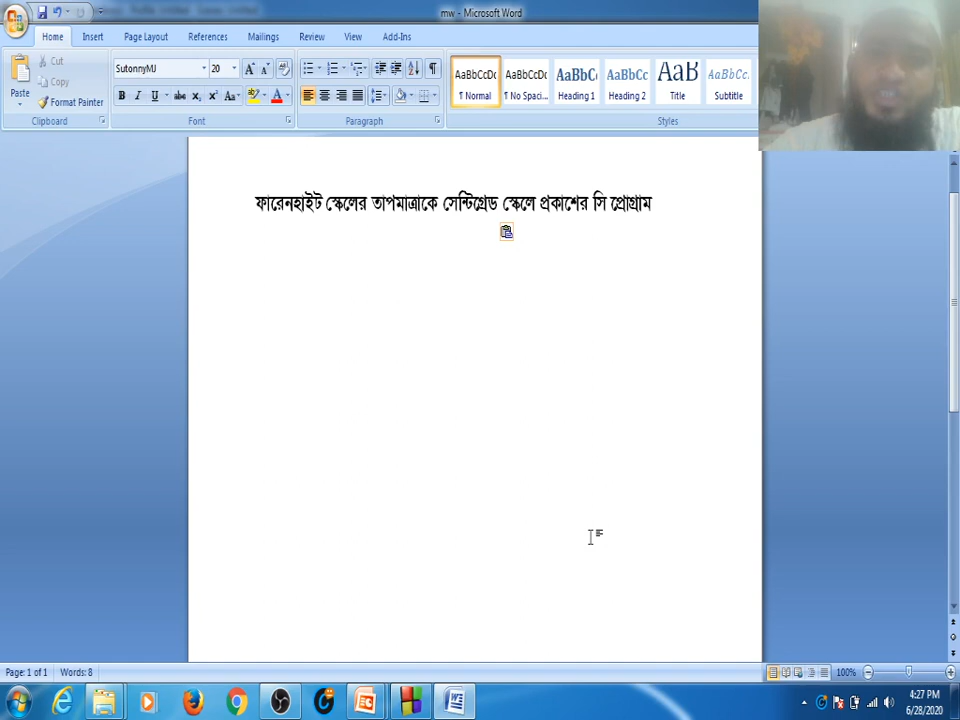 mw - Microsoft Word
Home Insert Page Layout References Mailings Review View Add-Ins
Paste
Cut
Copy
Format Painter
Clipboard
SutonnyMJ 20
Font
Paragraph
AaBbCcDc AaBbCcDc AaBbC AaBbCc AaB AaBbCc.
¶ Normal ¶ No Spaci... Heading 1 Heading 2 Title Subtitle
Styles
ফারেনহাইট স্কেলের তাপমাত্রাকে সেন্টিগ্রেড স্কেলে প্রকাশের সি প্রোগ্রাম
Page: 1 of 1 Words: 8 100%
4:27 PM
6/28/2020